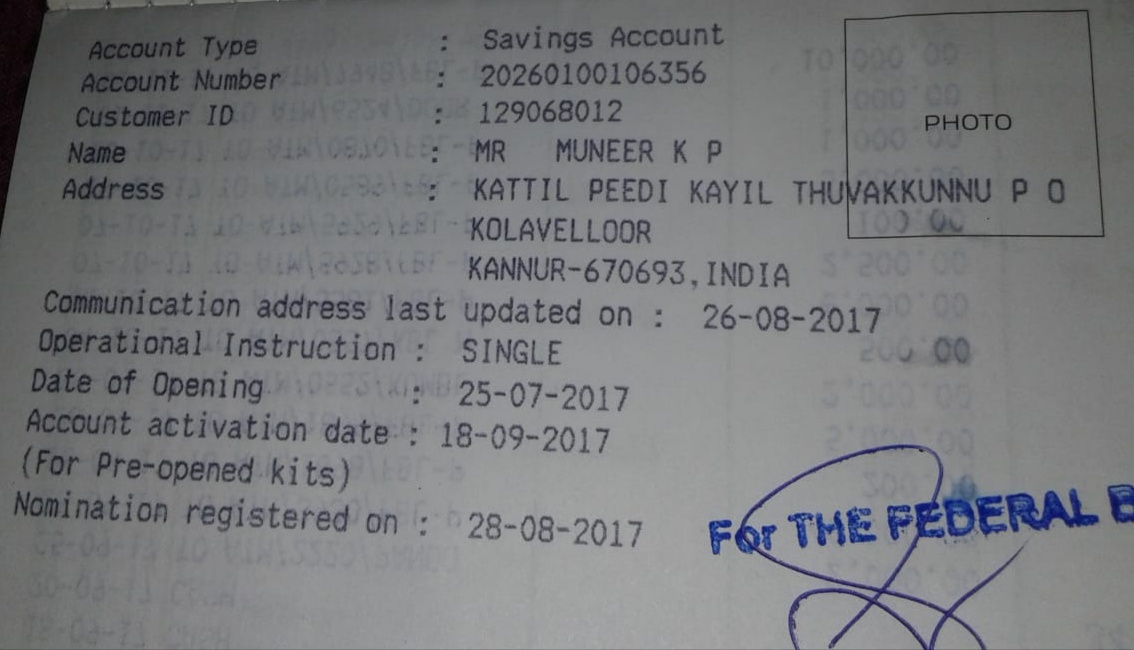 Account Type : Savings Account
Account Number : 20260100106356
Customer ID : 129068012
Name : MR MUNEER K P
Address : KATTIL PEEDI KAYIL THUVAKKUNNU P O
KOLAVELLOOR
KANNUR-670693,INDIA
Communication address last updated on : 26-08-2017
Operational Instruction : SINGLE
Date of Opening : 25-07-2017
Account activation date : 18-09-2017
(For Pre-opened kits)
Nomination registered on : 28-08-2017
PHOTO
For THE FEDERAL B